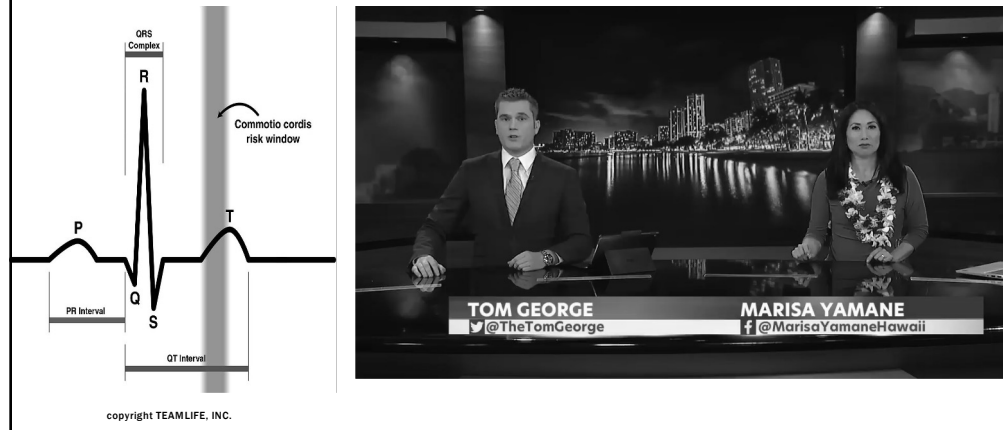 QRS
Complex
R
Commotio cordis
risk window
P
T
Q
S
PR Interval
QT Interval
copyright TEAMLIFE, INC.
TOM GEORGE
@TheTomGeorge
MARISA YAMANE
@MarisaYamaneHawaii